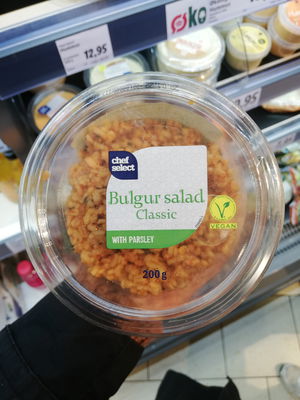 12.95
Øko
chef
select
Bulgur salad
Classic
WITH PARSLEY
VEGAN
200g